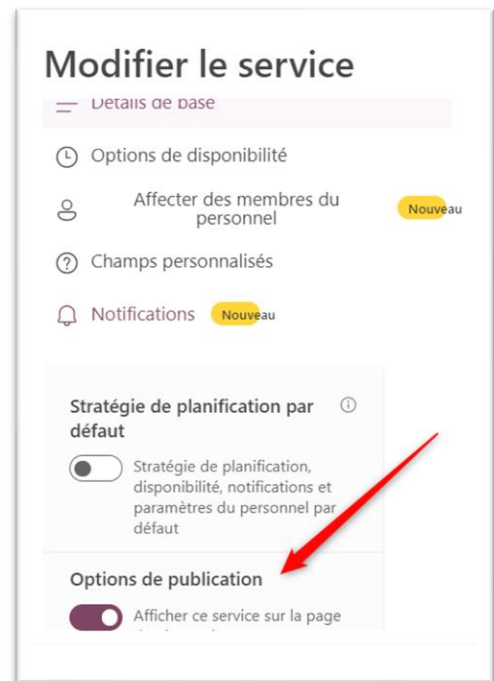 Modifier le service
Détails de base
Options de disponibilité
Affecter des membres du
personnel
Nouveau
Champs personnalisés
Notifications
Nouveau
Stratégie de planification par
défaut
Stratégie de planification,
disponibilité, notifications et
paramètres du personnel par
défaut
Options de publication
Afficher ce service sur la page